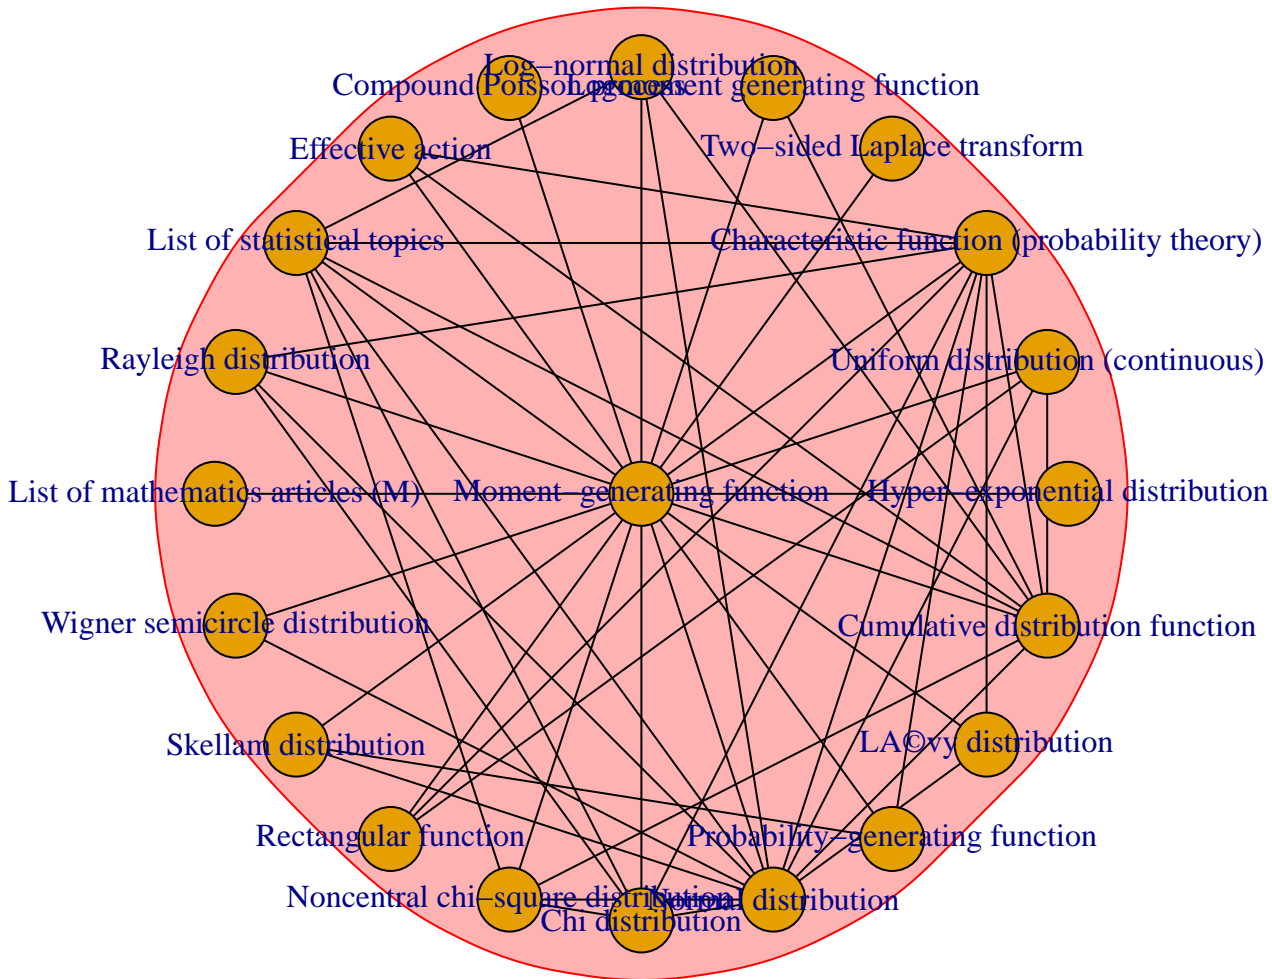 Log−normal distribution
Compound Poisson process
Logmoment generating function
Effective action
Two−sided Laplace transform
List of statistical topics
Characteristic function (probability theory)
Rayleigh distribution
Uniform distribution (continuous)
List of mathematics articles (M)
Moment−generating function
Hyper−exponential distribution
Wigner semicircle distribution
Cumulative distribution function
Skellam distribution
LA©vy distribution
Rectangular function
Probability−generating function
Noncentral chi−square distribution
Normal distribution
Chi distribution